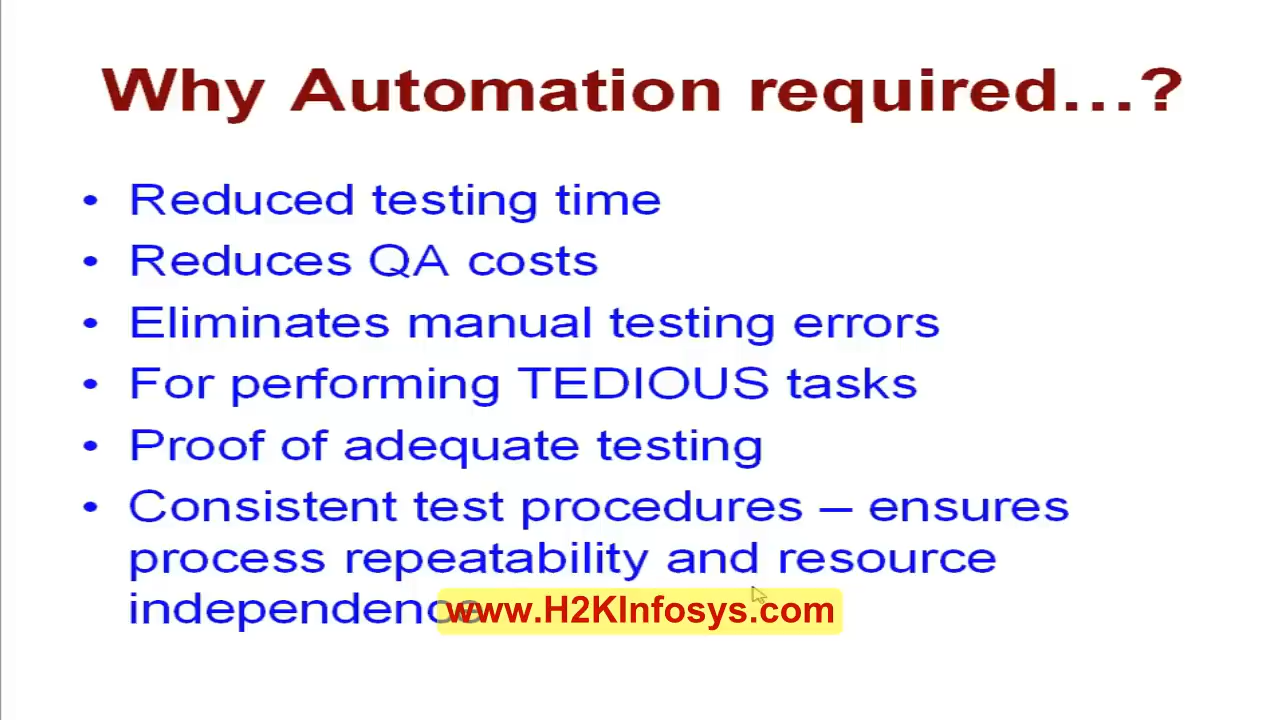 Why Automation required...?
• Reduced testing time
• Reduces QA costs
• Eliminates manual testing errors
• For performing TEDIOUS tasks
• Proof of adequate testing
• Consistent test procedures – ensures
process repeatability and resource
independence
www.H2KInfosys.com